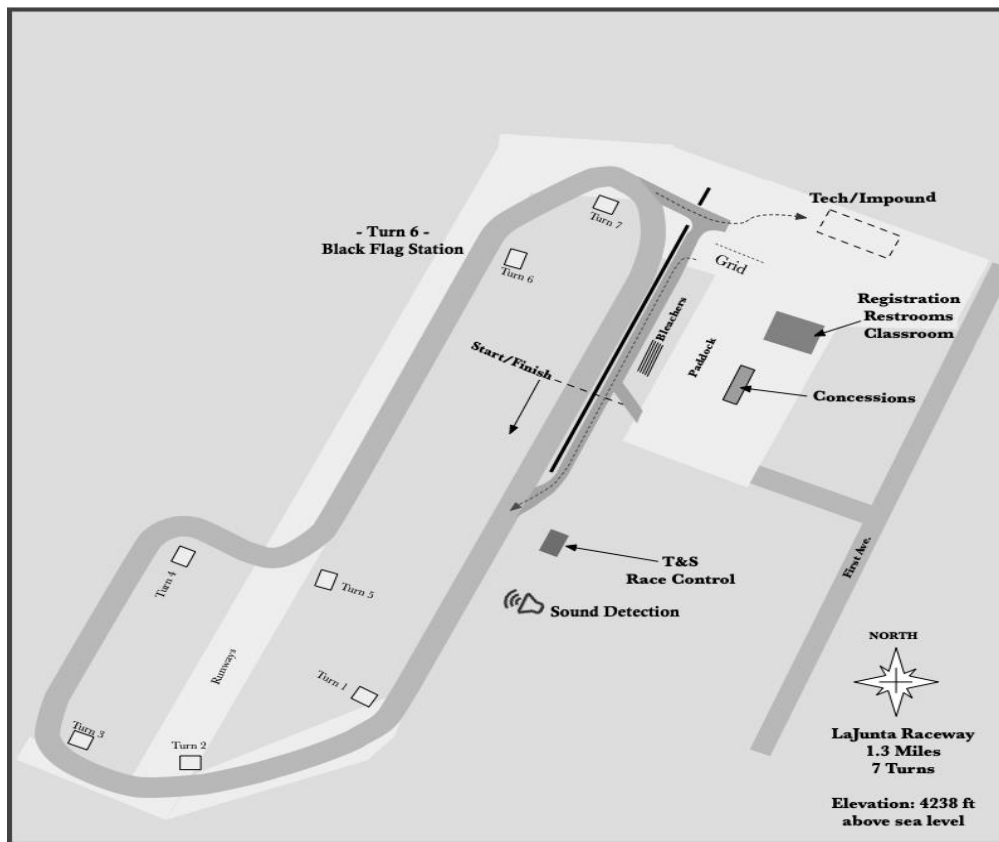 Tech/Impound
Turn 7
- Turn 6 -
Black Flag Station
Turn 6
Grid
Registration
Restrooms
Classroom
Bleachers
Start/Finish
Paddock
Concessions
Turn 4
T&S
Race Control
First Ave.
Turn 5
Sound Detection
NORTH
Runways
Turn 1
Turn 3
Turn 2
LaJunta Raceway
1.3 Miles
7 Turns
Elevation: 4238 ft
above sea level